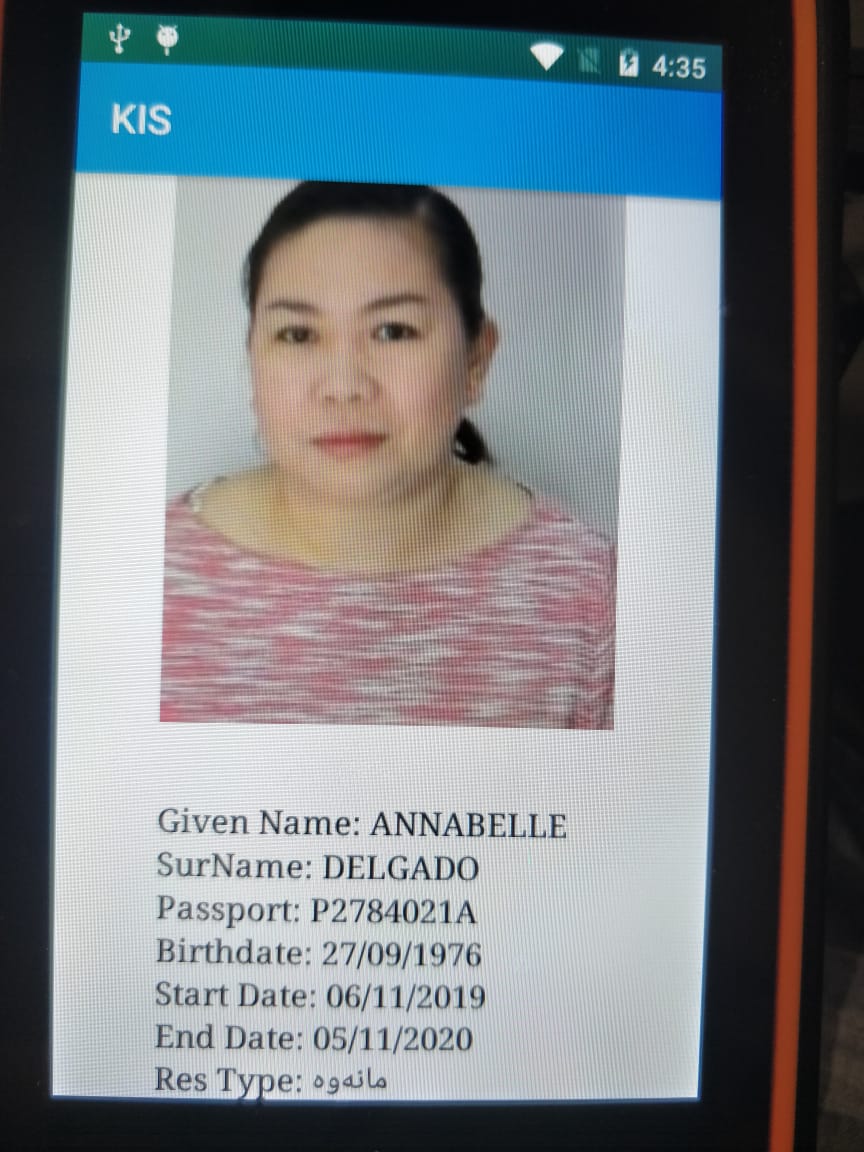 4:35
KIS
Given Name: ANNABELLE
SurName: DELGADO
Passport: P2784021A
Birthdate: 27/09/1976
Start Date: 06/11/2019
End Date: 05/11/2020
Res Type: مانەوە